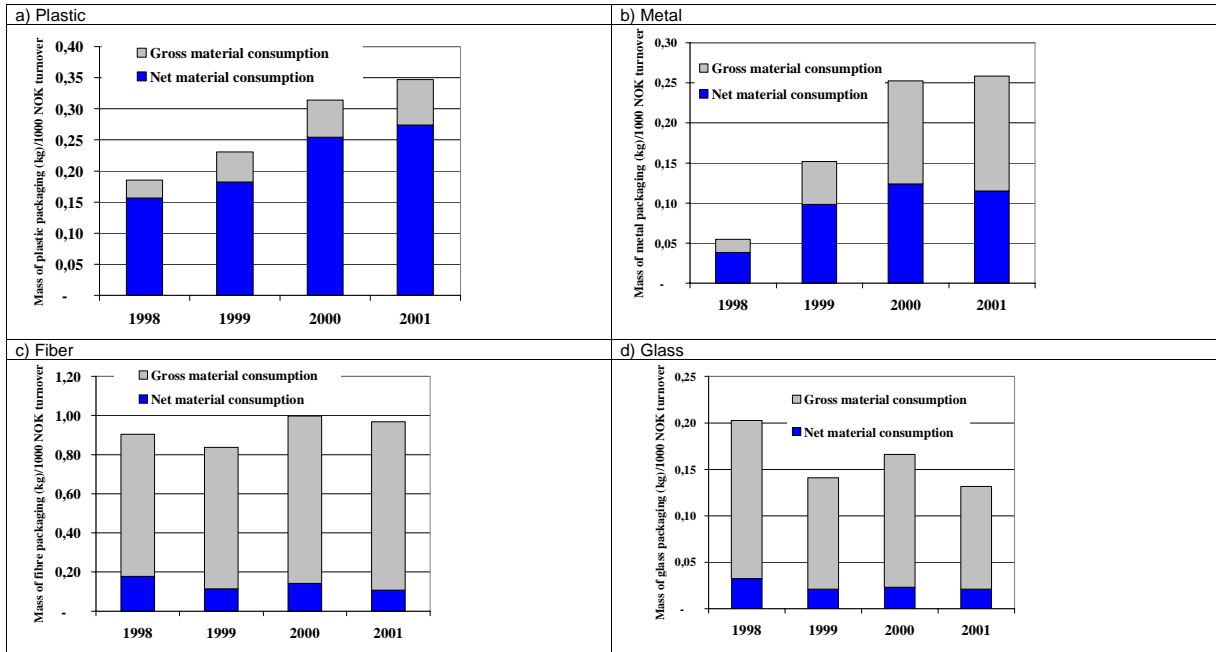 a) Plastic
Mass of plastic packaging (kg)/1000 NOK turnover
0,40
0,35
0,30
0,25
0,20
0,15
0,10
0,05
-
Gross material consumption
Net material consumption
1998 1999 2000 2001
b) Metal
Mass of metal packaging (kg)/1000 NOK turnover
0,30
0,25
0,20
0,15
0,10
0,05
-
Gross material consumption
Net material consumption
1998 1999 2000 2001
c) Fiber
Mass of fibre packaging (kg)/1000 NOK turnover
1,20
1,00
0,80
0,60
0,40
0,20
-
Gross material consumption
Net material consumption
1998 1999 2000 2001
d) Glass
Mass of glass packaging (kg)/1000 NOK turnover
0,25
0,20
0,15
0,10
0,05
-
Gross material consumption
Net material consumption
1998 1999 2000 2001